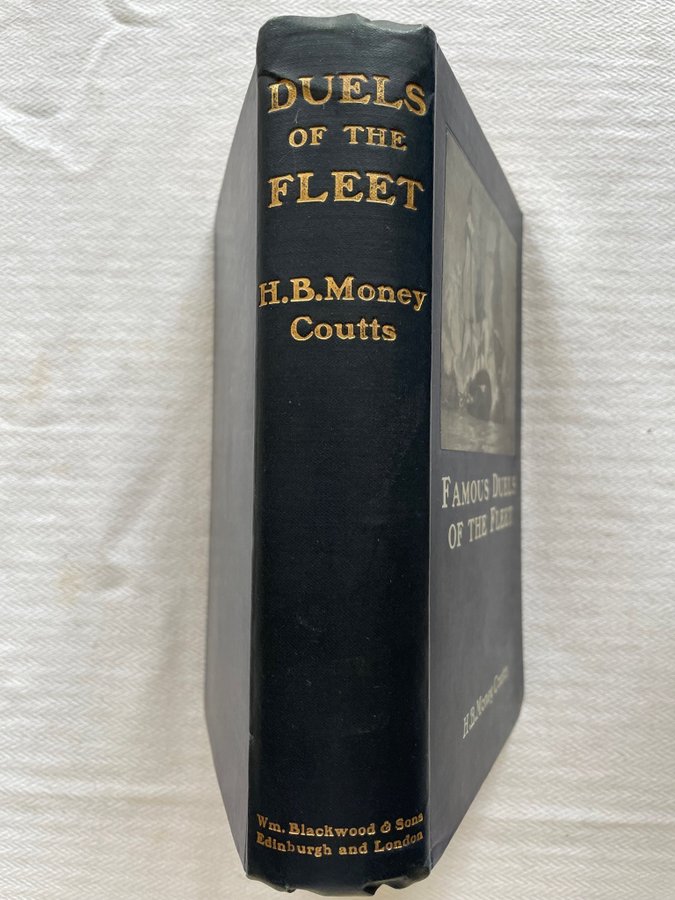 DUELS
OF THE
FLEET
H.B.Money
Coutts
Wm. Blackwood & Sons
Edinburgh and London
FAMOUS DUELS
OF THE FLEET
H.B.Money Coutts